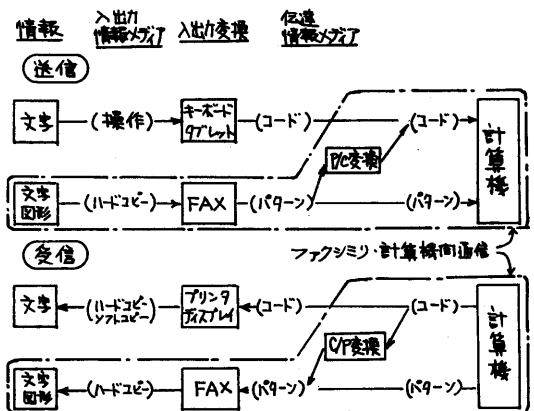 情報
入出力
情報メディア
入出力変換
伝達
情報メディア
送信
文字
(操作)
キーボード
タブレット
(コード)
(コード)
計算機
P/C変換
文字
図形
(ハードコピー)
FAX
(パターン)
(パターン)
ファクシミリ・計算機間通信
受信
文字
(ハードコピー
ソフトコピー)
プリンタ
ディスプレイ
(コード)
(コード)
計算機
C/P変換
文字
図形
(ハードコピー)
FAX
(パターン)
(パターン)